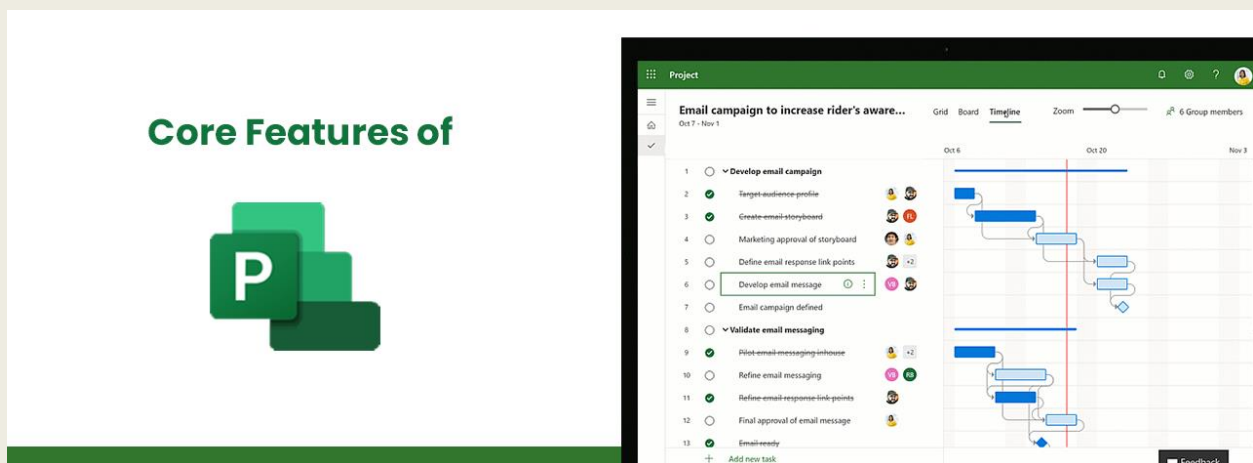 Core Features of
P
Project
Email campaign to increase rider's aware...
Oct 7 - Nov 1
Grid Board Timeline
Zoom
6 Group members
Oct 6 Oct 20 Nov 3
1 Develop email campaign
2 Target audience profile
3 Create email storyboard FL
4 Marketing approval of storyboard
5 Define email response link points +2
6 Develop email message VB
7 Email campaign defined
8 Validate email messaging
9 Pilot email messaging inhouse +2
10 Refine email messaging VB RB
11 Refine email response link points
12 Final approval of email message
13 Email ready
+ Add new task
Feedback